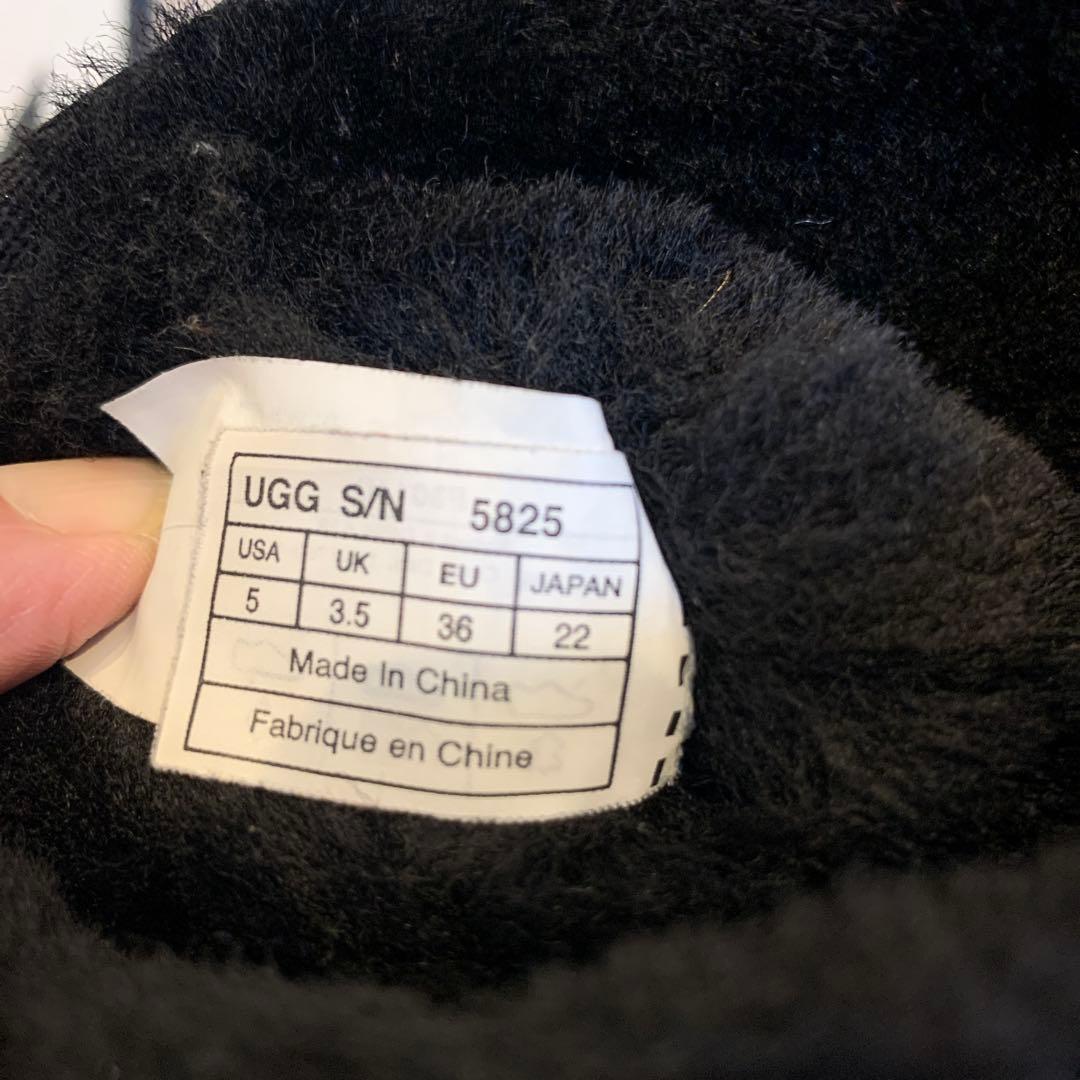 UGG S/N 5825
USA UK EU JAPAN
5 3.5 36 22
Made In China
Fabrique en Chine